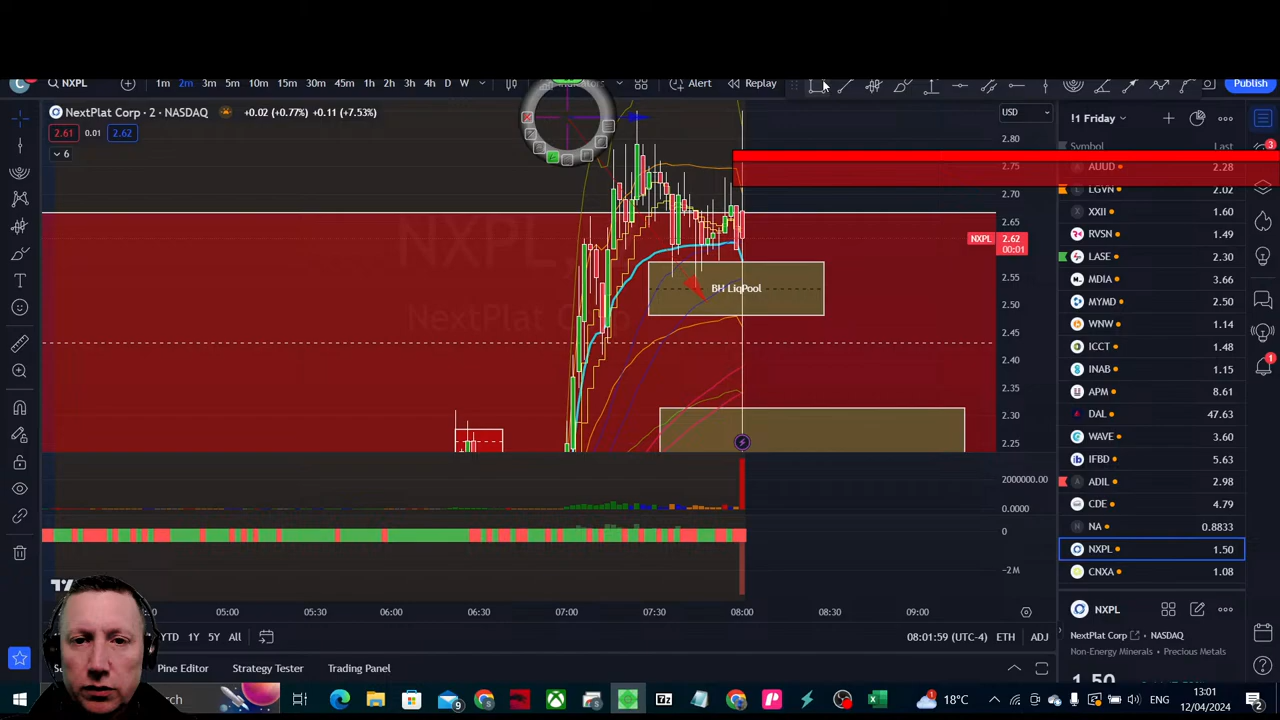 C NXPL 1m 2m 3m 5m 10m 15m 30m 45m 1h 2h 3h 4h D W Alert Replay Publish
NextPlat Corp · 2 · NASDAQ +0.02 (+0.77%) +0.11 (+7.53%)
2.61 0.01 2.62
6
USD
2.80
2.75
2.70
2.65
NXPL 2.62
00:01
2.55
2.50
2.45
2.40
2.35
2.30
2.25
2000000.00
0.0000
0
−2 M
NXPL,
NextPlat Corp
BH LiqPool
05:00 05:30 06:00 06:30 07:00 07:30 08:00 08:30 09:00
YTD 1Y 5Y All
08:01:59 (UTC-4) ETH ADJ
Pine Editor Strategy Tester Trading Panel
!1 Friday
Symbol Last
AUUD 2.28
LGVN 2.02
XXII 1.60
RVSN 1.49
LASE 2.30
MDIA 3.66
MYMD 2.50
WNW 1.14
ICCT 1.48
INAB 1.15
APM 8.61
DAL 47.63
WAVE 3.60
IFBD 5.63
ADIL 2.98
CDE 4.79
NA 0.8833
NXPL 1.50
CNXA 1.08
NXPL
NextPlat Corp NASDAQ
Non-Energy Minerals • Precious Metals
1.50
3
1
9
18°C
ENG
13:01
12/04/2024
2